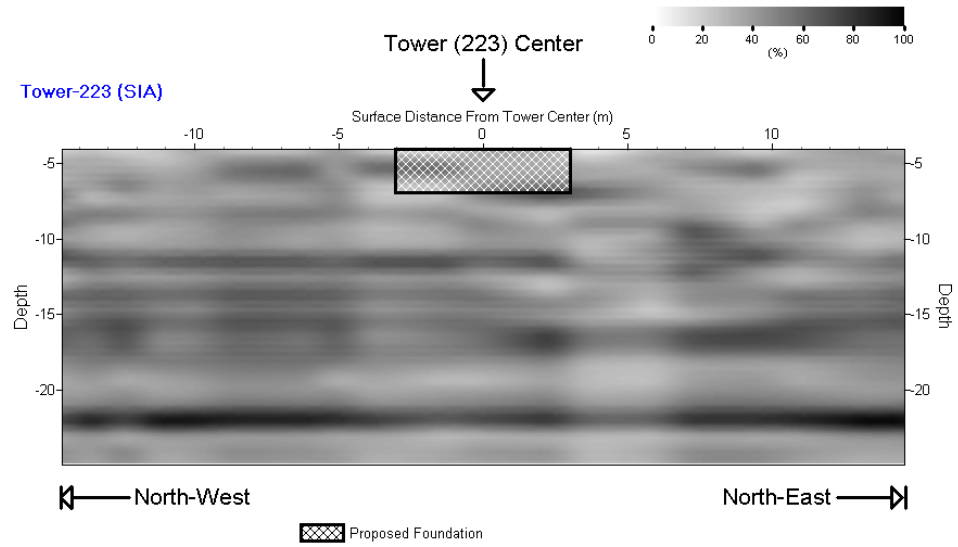 0 20 40 60 80 100
(%)
Tower (223) Center
Tower-223 (SIA)
Surface Distance From Tower Center (m)
-10 -5 0 5 10
-5 -5
-10 -10
-15 -15
-20 -20
Depth
Depth
North-West
North-East
Proposed Foundation